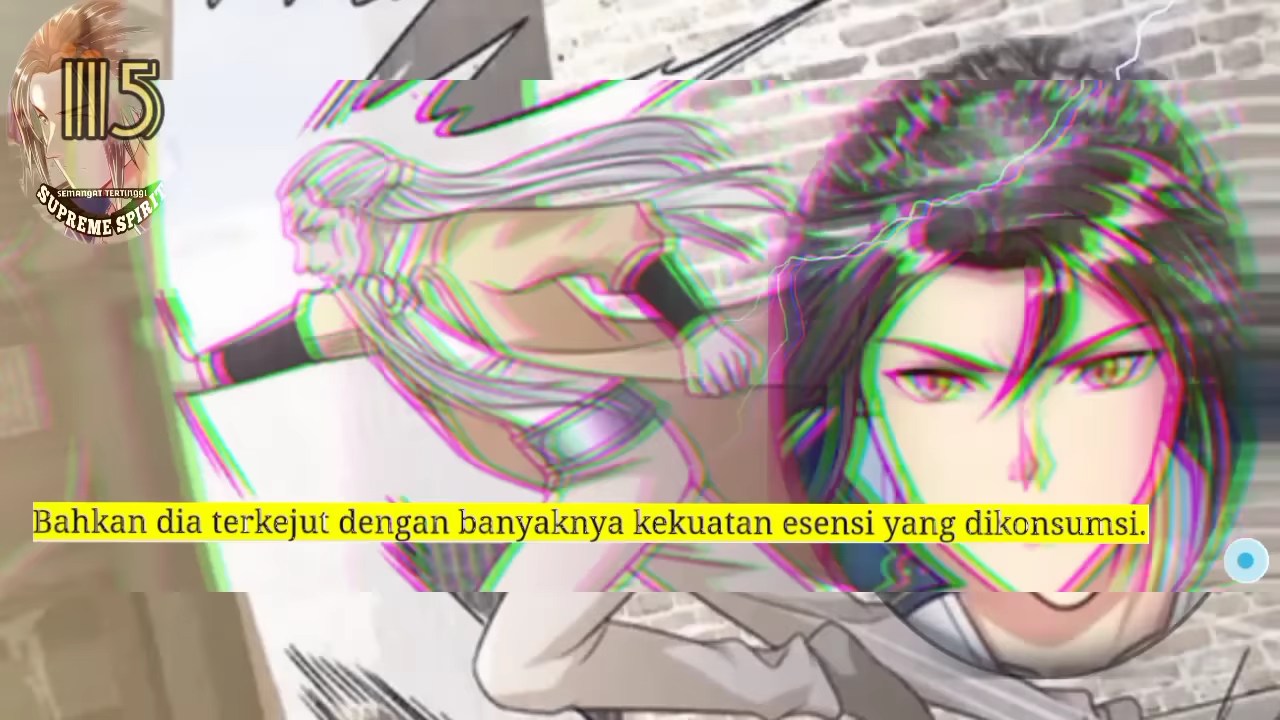 115
SEMANGAT TERTINGGI
SUPREME SPIRIT
Bahkan dia terkejut dengan banyaknya kekuatan esensi yang dikonsumsi.